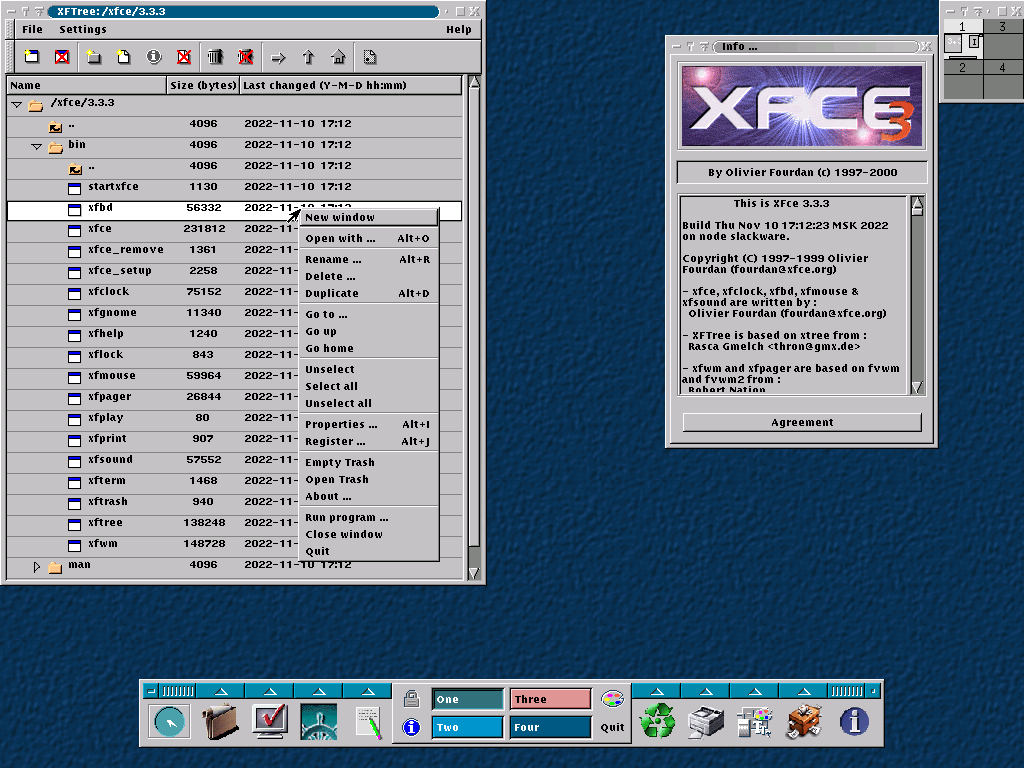 XFTree: /xfce/3.3.3
File Settings Help
Name Size (bytes) Last changed (Y-M-D hh:mm)
/xfce/3.3.3
.. 4096 2022-11-10 17:12
bin 4096 2022-11-10 17:12
.. 4096 2022-11-10 17:12
startxfce 1130 2022-11-10 17:12
xfbd 56332 2022-11-10 17:12
xfce 231812 2022-11-
xfce_remove 1361 2022-11-
xfce_setup 2258 2022-11-
xfclock 75152 2022-11-
xfgnome 11340 2022-11-
xfhelp 1240 2022-11-
xflock 843 2022-11-
xfmouse 59964 2022-11-
xfpager 26844 2022-11-
xfplay 80 2022-11-
xfprint 907 2022-11-
xfsound 57552 2022-11-
xfterm 1468 2022-11-
xftrash 940 2022-11-
xftree 138248 2022-11-
xfwm 148728 2022-11-
man 4096 2022-11-10 17:12
New window
Open with ... Alt+O
Rename ... Alt+R
Delete ...
Duplicate Alt+D
Go to ...
Go up
Go home
Unselect
Select all
Unselect all
Properties ... Alt+I
Register ... Alt+J
Empty Trash
Open Trash
About ...
Run program ...
Close window
Quit
Info ...
XFCE 3
By Olivier Fourdan (c) 1997-2000
This is XFce 3.3.3
Build Thu Nov 10 17:12:23 MSK 2022
on node slackware.
Copyright (C) 1997-1999 Olivier
Fourdan (fourdan@xfce.org)
- xfce, xfclock, xfbd, xfmouse &
xfsound are written by :
Olivier Fourdan (fourdan@xfce.org)
- XFTree is based on xtree from :
Rasca Gmelch <thron@gmx.de>
- xfwm and xfpager are based on fvwm
and fvwm2 from :
Robert Nation
Agreement
1 3
2 4
One Three
Two Four Quit